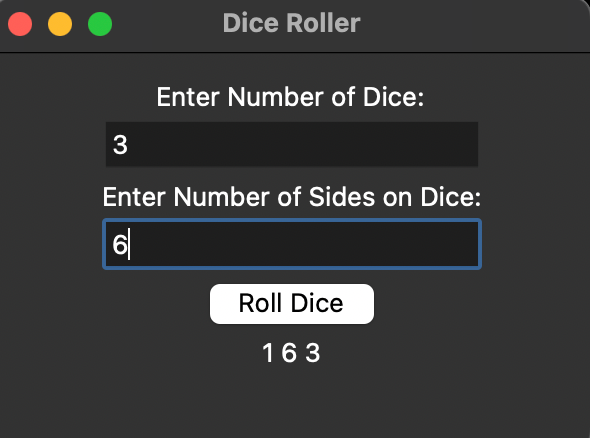 Dice Roller
Enter Number of Dice:
3
Enter Number of Sides on Dice:
6
Roll Dice
1 6 3